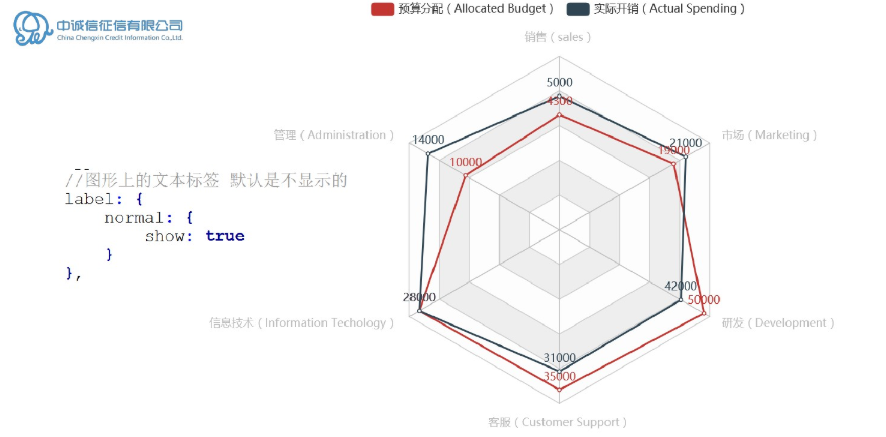 中诚信征信有限公司
China Chengxin Credit Information Co.,Ltd.
预算分配（Allocated Budget） 实际开销（Actual Spending）
销售（sales）
5000
4300
管理（Administration）
14000
21000
市场（Marketing）
10000
19000
//图形上的文本标签 默认是不显示的
label: {
normal: {
show: true
}
},
28000
42000
50000
信息技术（Information Techology）
研发（Development）
31000
35000
客服（Customer Support）